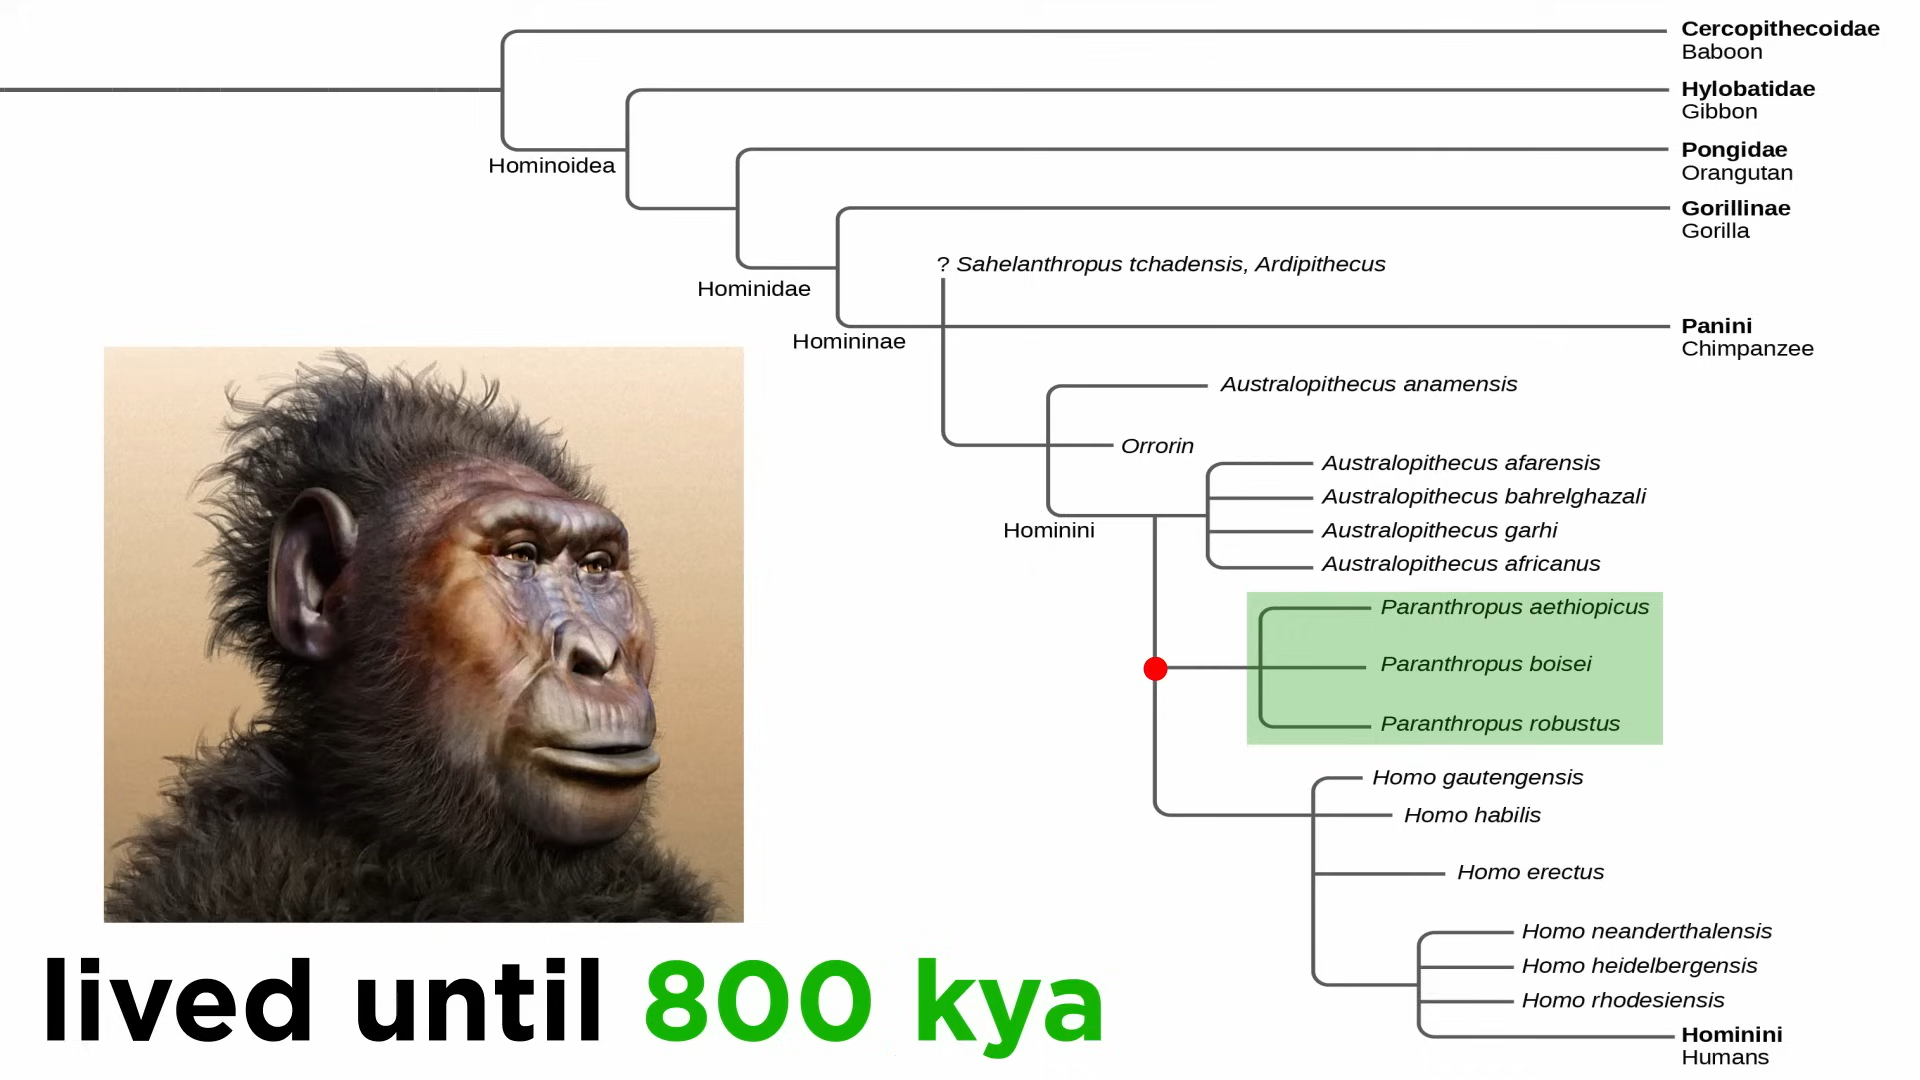 Cercopithecoidae
Baboon
Hylobatidae
Gibbon
Hominoidea
Pongidae
Orangutan
Gorillinae
Gorilla
? Sahelanthropus tchadensis, Ardipithecus
Hominidae
Panini
Chimpanzee
Homininae
Australopithecus anamensis
Orrorin
Australopithecus afarensis
Australopithecus bahrelghazali
Hominini
Australopithecus garhi
Australopithecus africanus
Paranthropus aethiopicus
Paranthropus boisei
Paranthropus robustus
Homo gautengensis
Homo habilis
Homo erectus
Homo neanderthalensis
Homo heidelbergensis
Homo rhodesiensis
Hominini
Humans
lived until 800 kya